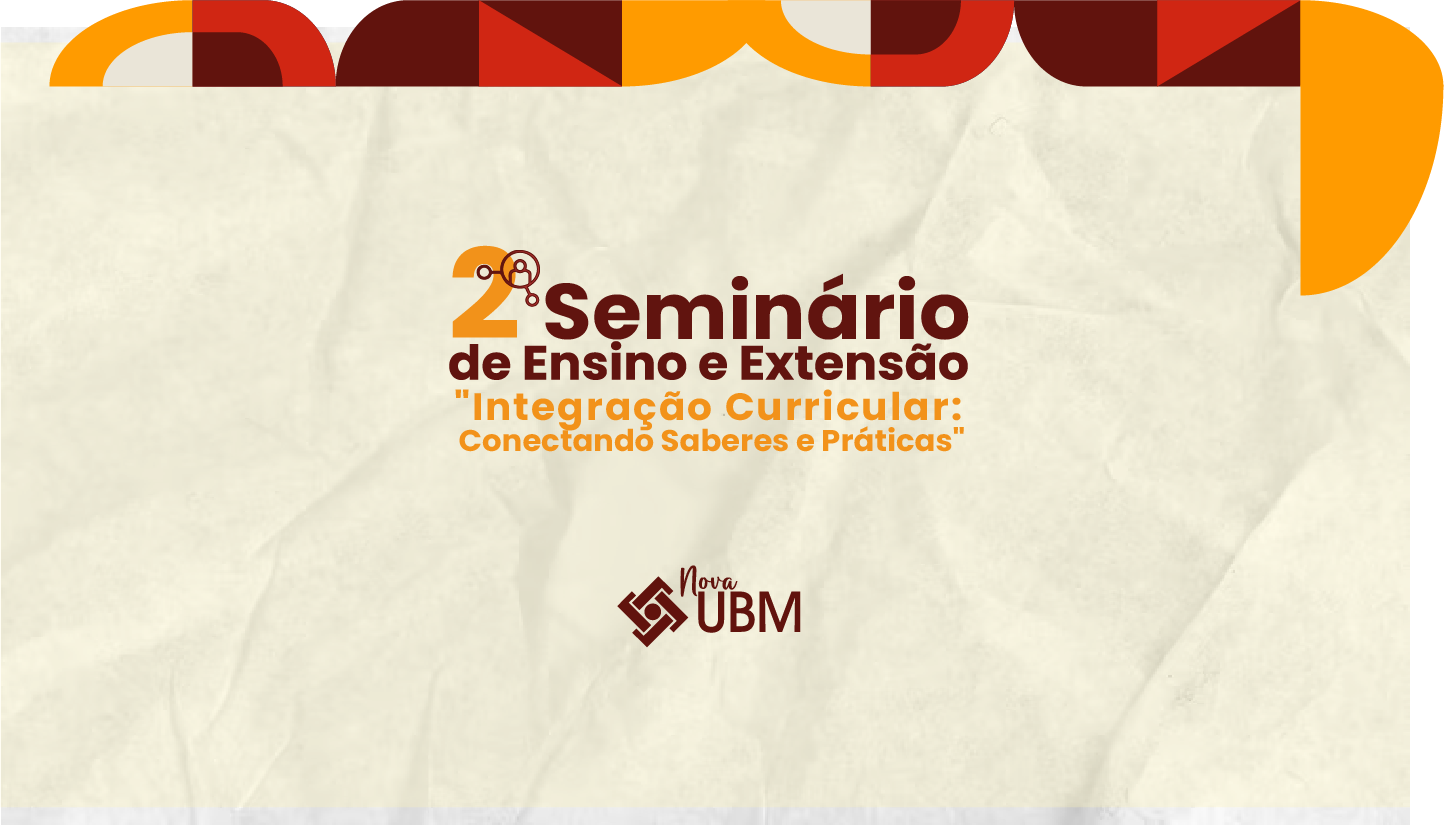 2º Seminário
de Ensino e Extensão
"Integração Curricular:
Conectando Saberes e Práticas"
Nova
UBM